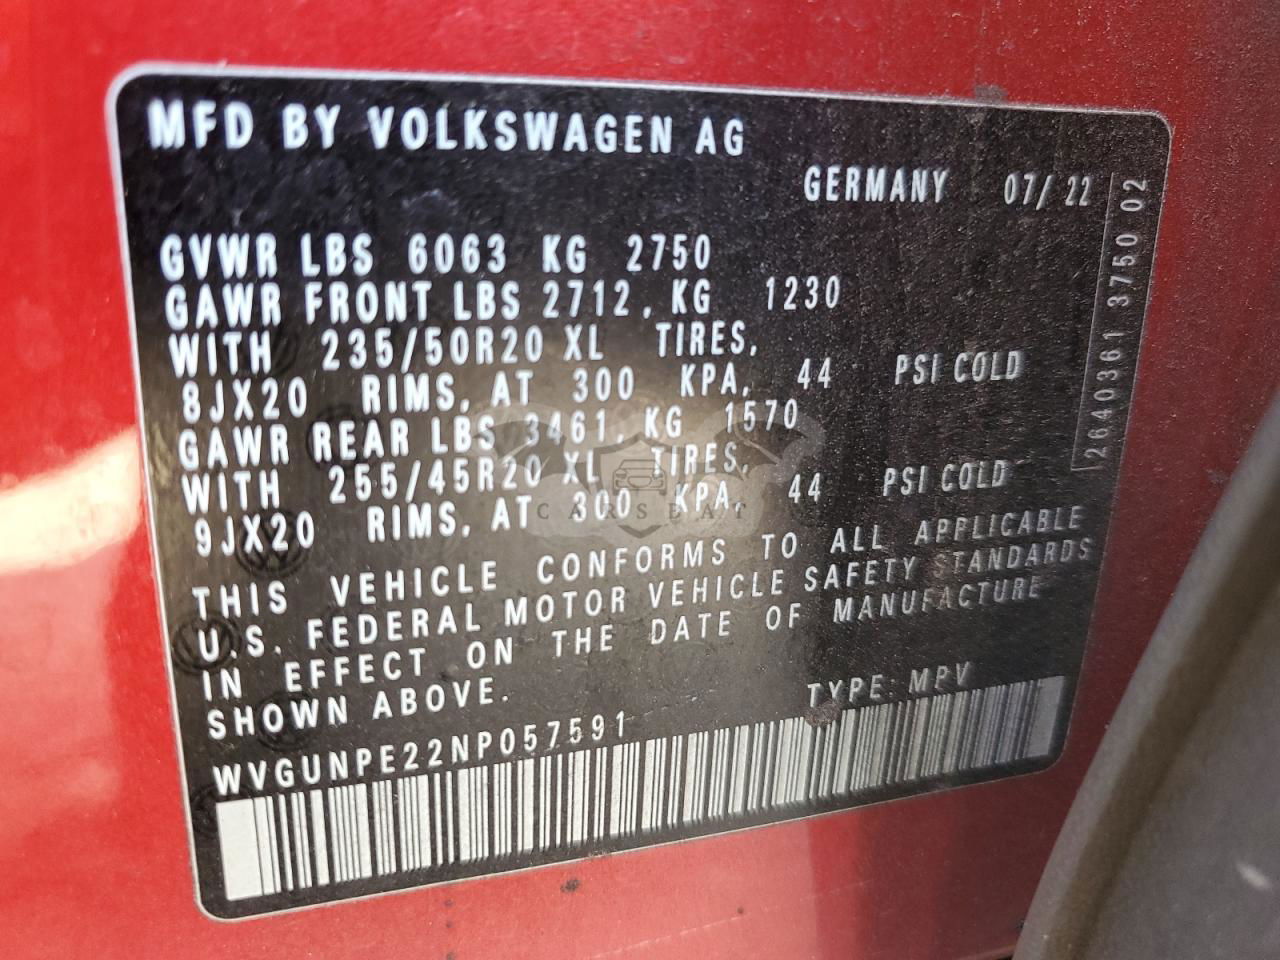 MFD BY VOLKSWAGEN AG
GERMANY 07/ 22
GVWR LBS 6063 KG 2750
GAWR FRONT LBS 2712, KG 1230
WITH 235/50R20 XL TIRES,
8JX20 RIMS, AT 300 KPA, 44 PSI COLD
GAWR REAR LBS 3461, KG 1570
WITH 255/45R20 XL TIRES,
9JX20 RIMS, AT 300 KPA, 44 PSI COLD
THIS VEHICLE CONFORMS TO ALL APPLICABLE
U.S. FEDERAL MOTOR VEHICLE SAFETY STANDARDS
IN EFFECT ON THE DATE OF MANUFACTURE
SHOWN ABOVE.
TYPE: MPV
WVGUNPE22NP057591
2640361 3750 02
CARSBAT